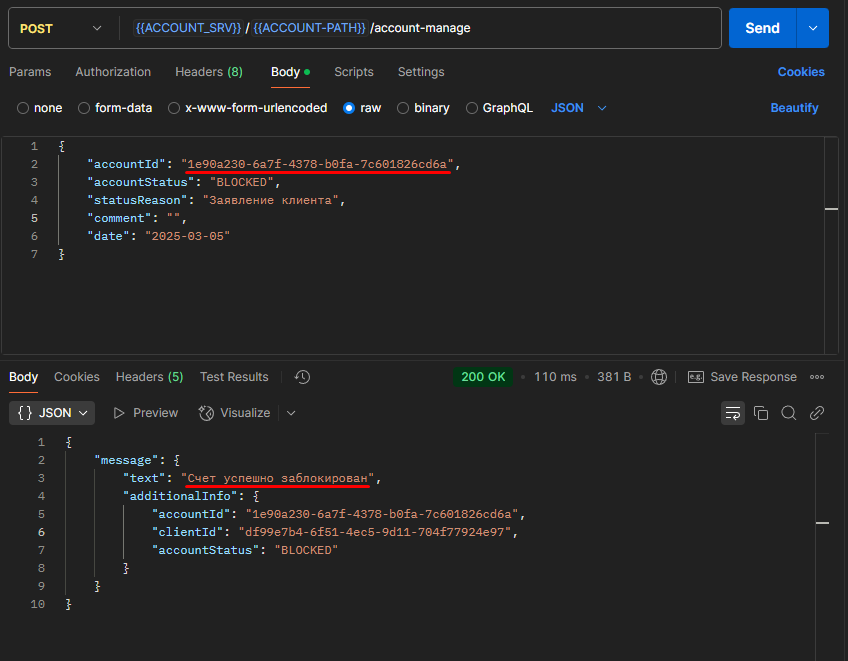 POST {{ACCOUNT_SRV}} / {{ACCOUNT-PATH}} /account-manage Send
Params Authorization Headers (8) Body Scripts Settings Cookies
none form-data x-www-form-urlencoded raw binary GraphQL JSON Beautify
1 {
2 "accountId": "1e90a230-6a7f-4378-b0fa-7c601826cd6a",
3 "accountStatus": "BLOCKED",
4 "statusReason": "Заявление клиента",
5 "comment": "",
6 "date": "2025-03-05"
7 }
Body Cookies Headers (5) Test Results 200 OK 110 ms 381 B e.g. Save Response
{} JSON Preview Visualize
1 {
2 "message": {
3 "text": "Счет успешно заблокирован",
4 "additionalInfo": {
5 "accountId": "1e90a230-6a7f-4378-b0fa-7c601826cd6a",
6 "clientId": "df99e7b4-6f51-4ec5-9d11-704f77924e97",
7 "accountStatus": "BLOCKED"
8 }
9 }
10 }